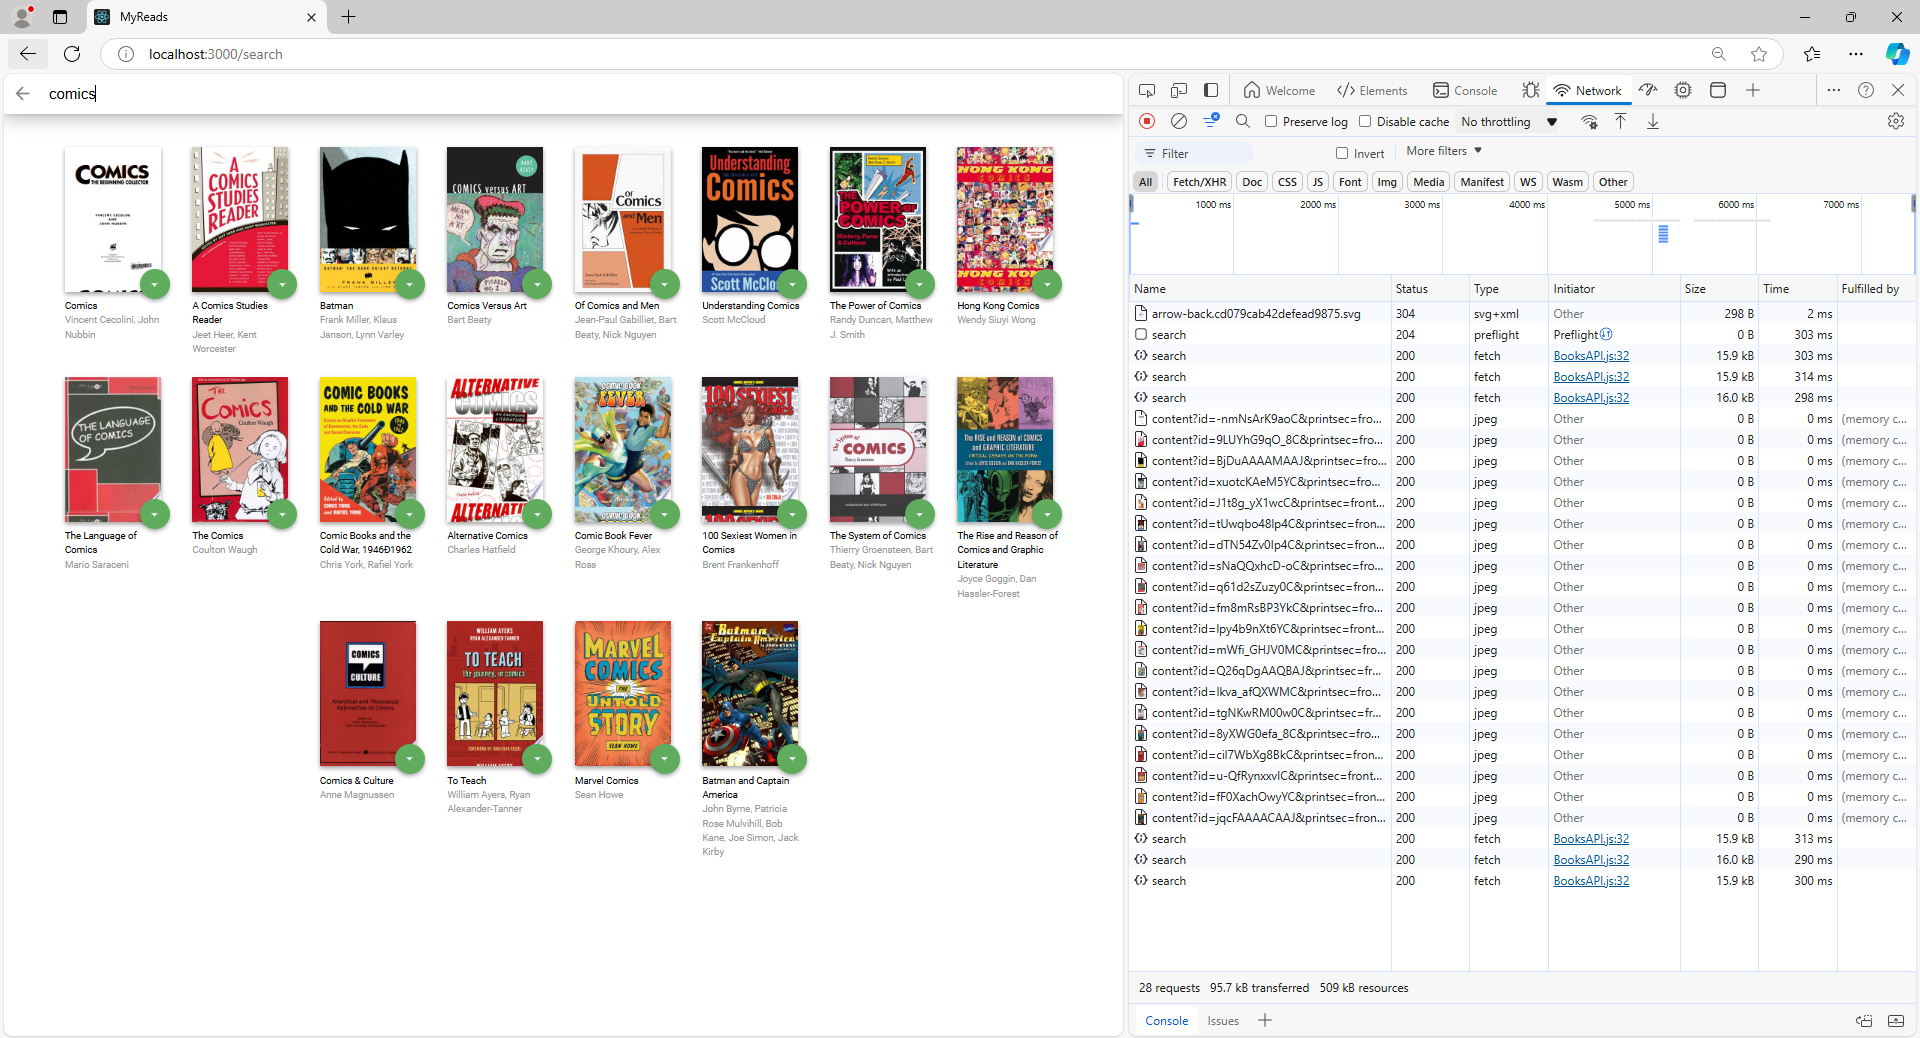 MyReads
localhost:3000/search
comics
Comics
Vincent Cecolini, John
Nubbin
A Comics Studies
Reader
Jeet Heer, Kent
Worcester
Batman
Frank Miller, Klaus
Janson, Lynn Varley
Comics Versus Art
Bart Beaty
Of Comics and Men
Jean-Paul Gabilliet, Bart
Beaty, Nick Nguyen
Understanding Comics
Scott McCloud
The Power of Comics
Randy Duncan, Matthew
J. Smith
Hong Kong Comics
Wendy Siuyi Wong
The Language of
Comics
Mario Saraceni
The Comics
Coulton Waugh
Comic Books and the
Cold War, 1946Ð1962
Chris York, Rafiel York
Alternative Comics
Charles Hatfield
Comic Book Fever
George Khoury, Alex
Ross
100 Sexiest Women in
Comics
Brent Frankenhoff
The System of Comics
Thierry Groensteen, Bart
Beaty, Nick Nguyen
The Rise and Reason of
Comics and Graphic
Literature
Joyce Goggin, Dan
Hassler-Forest
Comics & Culture
Anne Magnussen
To Teach
William Ayers, Ryan
Alexander-Tanner
Marvel Comics
Sean Howe
Batman and Captain
America
John Byrne, Patricia
Rose Mulvihill, Bob
Kane, Joe Simon, Jack
Kirby
Welcome Elements Console Network
Preserve log Disable cache No throttling
Filter Invert More filters
All Fetch/XHR Doc CSS JS Font Img Media Manifest WS Wasm Other
1000 ms 2000 ms 3000 ms 4000 ms 5000 ms 6000 ms 7000 ms
Name Status Type Initiator Size Time Fulfilled by
arrow-back.cd079cab42defead9875.svg 304 svg+xml Other 298 B 2 ms
search 204 preflight Preflight 0 B 303 ms
search 200 fetch BooksAPI.js:32 15.9 kB 303 ms
search 200 fetch BooksAPI.js:32 15.9 kB 314 ms
search 200 fetch BooksAPI.js:32 16.0 kB 298 ms
content?id=-nmNsArK9aoC&printsec=fro... 200 jpeg Other 0 B 0 ms (memory c...
content?id=9LUYhG9qO_8C&printsec=fro... 200 jpeg Other 0 B 0 ms (memory c...
content?id=BjDuAAAAMAAJ&printsec=fro... 200 jpeg Other 0 B 0 ms (memory c...
content?id=xuotcKAeM5YC&printsec=fro... 200 jpeg Other 0 B 0 ms (memory c...
content?id=J1t8g_yX1wcC&printsec=front... 200 jpeg Other 0 B 0 ms (memory c...
content?id=tUwqbo48lp4C&printsec=fron... 200 jpeg Other 0 B 0 ms (memory c...
content?id=dTN54Zv0lp4C&printsec=fron... 200 jpeg Other 0 B 0 ms (memory c...
content?id=sNaQQxhcD-oC&printsec=fro... 200 jpeg Other 0 B 0 ms (memory c...
content?id=q61d2sZuzy0C&printsec=fron... 200 jpeg Other 0 B 0 ms (memory c...
content?id=fm8mRsBP3YkC&printsec=fro... 200 jpeg Other 0 B 0 ms (memory c...
content?id=lpy4b9nXt6YC&printsec=front... 200 jpeg Other 0 B 0 ms (memory c...
content?id=mWfi_GHJV0MC&printsec=fro... 200 jpeg Other 0 B 0 ms (memory c...
content?id=Q26qDgAAQBAJ&printsec=fron... 200 jpeg Other 0 B 0 ms (memory c...
content?id=lkva_afQXWMC&printsec=fro... 200 jpeg Other 0 B 0 ms (memory c...
content?id=tgNKwRM00w0C&printsec=fr... 200 jpeg Other 0 B 0 ms (memory c...
content?id=8yXWG0efa_8C&printsec=fron... 200 jpeg Other 0 B 0 ms (memory c...
content?id=cil7WbXg8BkC&printsec=fron... 200 jpeg Other 0 B 0 ms (memory c...
content?id=u-QfRynxxvIC&printsec=front... 200 jpeg Other 0 B 0 ms (memory c...
content?id=fF0XachOwyYC&printsec=fron... 200 jpeg Other 0 B 0 ms (memory c...
content?id=jqcFAAAACAAJ&printsec=fron... 200 jpeg Other 0 B 0 ms (memory c...
search 200 fetch BooksAPI.js:32 15.9 kB 313 ms
search 200 fetch BooksAPI.js:32 16.0 kB 290 ms
search 200 fetch BooksAPI.js:32 15.9 kB 300 ms
28 requests 95.7 kB transferred 509 kB resources
Console Issues